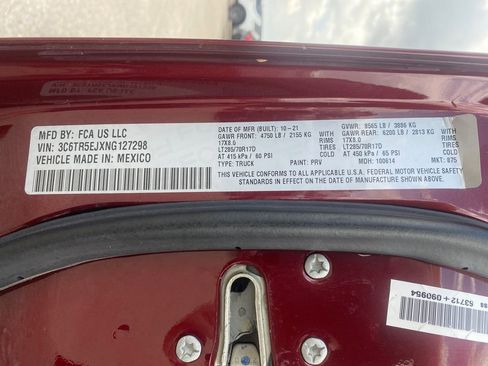 MFD BY: FCA US LLC
VIN: 3C6TR5EJXNG127298
VEHICLE MADE IN: MEXICO
DATE OF MFR (BUILT): 10-21
GVWR: 8565 LB/ 3886 KG
GAWR FRONT: 4750 LB / 2155 KG
GAWR REAR: 6200 LB / 2813 KG
17X8.0 RIMS
17X8.0 RIMS
LT285/70R17D TIRES
LT285/70R17D TIRES
AT 415 kPa / 60 PSI COLD
AT 450 kPa / 65 PSI COLD
TYPE: TRUCK
PAINT: PRV
MDH: 100614
MKT: 875
THIS VEHICLE CONFORMS TO ALL APPLICABLE U.S.A. FEDERAL MOTOR VEHICLE SAFETY
STANDARDS IN EFFECT ON THE DATE OF MANUFACTURE SHOWN ABOVE.
53712 + 090954